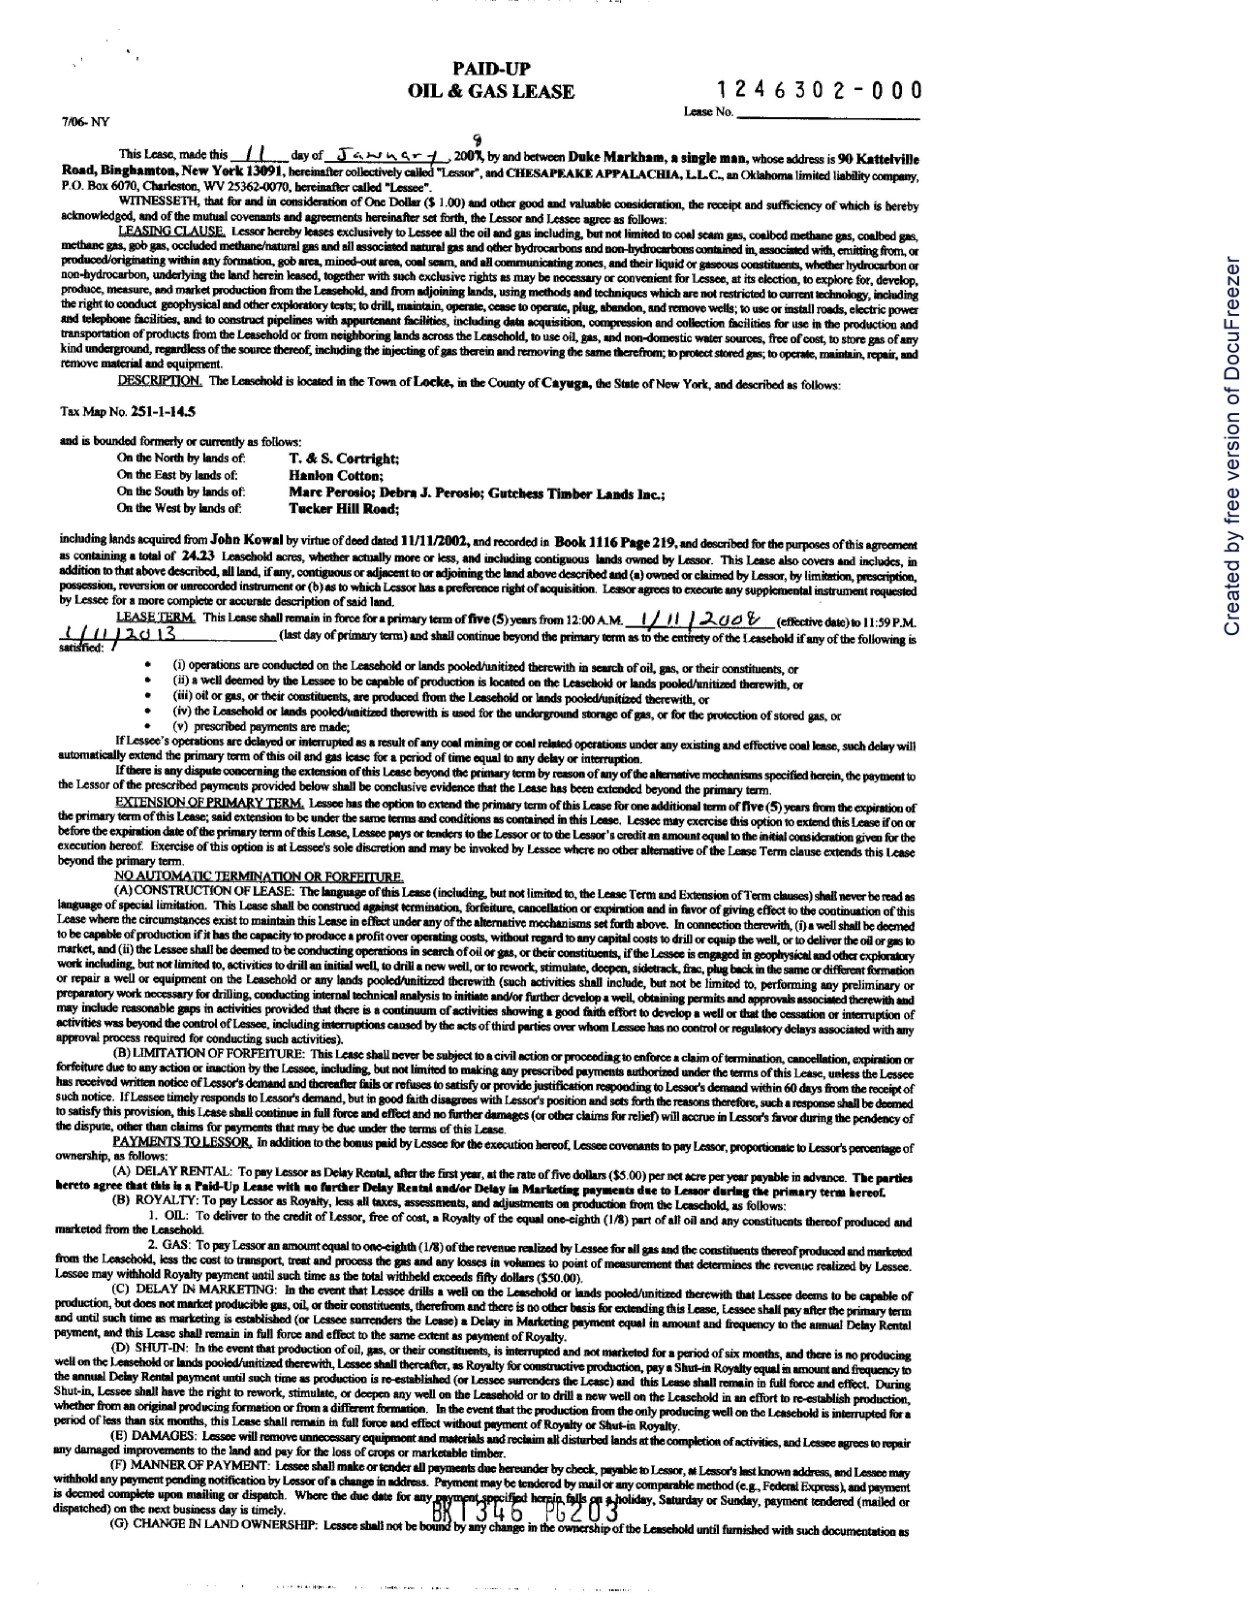 PAID-UP
OIL & GAS LEASE
1246302-000
Lease No.
7/06- NY
8
This Lease, made this 11 day of January, 2007, by and between Duke Markham, a single man, whose address is 90 Kattelville
Road, Binghamton, New York 13091, hereinafter collectively called "Lessor", and CHESAPEAKE APPALACHIA, L.L.C., an Oklahoma limited liability company,
P.O. Box 6070, Charleston, WV 25362-0070, hereinafter called "Lessee".
WITNESSETH, that for and in consideration of One Dollar ($ 1.00) and other good and valuable consideration, the receipt and sufficiency of which is hereby
acknowledged, and of the mutual covenants and agreements hereinafter set forth, the Lessor and Lessee agree as follows:
LEASING CLAUSE. Lessor hereby leases exclusively to Lessee all the oil and gas including, but not limited to coal seam gas, coalbed methane gas, coalbed gas,
methane gas, gob gas, occluded methane/natural gas and all associated natural gas and other hydrocarbons and non-hydrocarbons contained in, associated with, emitting from, or
produced/originating within any formation, gob area, mined-out area, coal seam, and all communicating zones, and their liquid or gaseous constituents, whether hydrocarbon or
non-hydrocarbon, underlying the land herein leased, together with such exclusive rights as may be necessary or convenient for Lessee, at its election, to explore for, develop,
produce, measure, and market production from the Leasehold, and from adjoining lands, using methods and techniques which are not restricted to current technology, including
the right to conduct geophysical and other exploratory tests; to drill, maintain, operate, cease to operate, plug, abandon, and remove wells; to use or install roads, electric power
and telephone facilities, and to construct pipelines with appurtenant facilities, including data acquisition, compression and collection facilities for use in the production and
transportation of products from the Leasehold or from neighboring lands across the Leasehold, to use oil, gas, and non-domestic water sources, free of cost, to store gas of any
kind underground, regardless of the source thereof, including the injecting of gas therein and removing the same therefrom; to protect stored gas; to operate, maintain, repair, and
remove material and equipment.
DESCRIPTION. The Leasehold is located in the Town of Locke, in the County of Cayuga, the State of New York, and described as follows:
Tax Map No. 251-1-14.5
and is bounded formerly or currently as follows:
On the North by lands of: T. & S. Cortright;
On the East by lands of: Hanlon Cotton;
On the South by lands of: Marc Perosio; Debra J. Perosio; Gutchess Timber Lands Inc.;
On the West by lands of: Tucker Hill Road;
including lands acquired from John Kowal by virtue of deed dated 11/11/2002, and recorded in Book 1116 Page 219, and described for the purposes of this agreement
as containing a total of 24.23 Leasehold acres, whether actually more or less, and including contiguous lands owned by Lessor. This Lease also covers and includes, in
addition to that above described, all land, if any, contiguous or adjacent to or adjoining the land above described and (a) owned or claimed by Lessor, by limitation, prescription,
possession, reversion or unrecorded instrument or (b) as to which Lessor has a preference right of acquisition. Lessor agrees to execute any supplemental instrument requested
by Lessee for a more complete or accurate description of said land.
LEASE TERM. This Lease shall remain in force for a primary term of five (5) years from 12:00 A.M. 1/11/2008 (effective date) to 11:59 P.M.
1/11/2013 (last day of primary term) and shall continue beyond the primary term as to the entirety of the Leasehold if any of the following is
satisfied:
• (i) operations are conducted on the Leasehold or lands pooled/unitized therewith in search of oil, gas, or their constituents, or
• (ii) a well deemed by the Lessee to be capable of production is located on the Leasehold or lands pooled/unitized therewith, or
• (iii) oil or gas, or their constituents, are produced from the Leasehold or lands pooled/unitized therewith, or
• (iv) the Leasehold or lands pooled/unitized therewith is used for the underground storage of gas, or for the protection of stored gas, or
• (v) prescribed payments are made;
If Lessee's operations are delayed or interrupted as a result of any coal mining or coal related operations under any existing and effective coal lease, such delay will
automatically extend the primary term of this oil and gas lease for a period of time equal to any delay or interruption.
If there is any dispute concerning the extension of this Lease beyond the primary term by reason of any of the alternative mechanisms specified herein, the payment to
the Lessor of the prescribed payments provided below shall be conclusive evidence that the Lease has been extended beyond the primary term.
EXTENSION OF PRIMARY TERM. Lessee has the option to extend the primary term of this Lease for one additional term of five (5) years from the expiration of
the primary term of this Lease; said extension to be under the same terms and conditions as contained in this Lease. Lessee may exercise this option to extend this Lease if on or
before the expiration date of the primary term of this Lease, Lessee pays or tenders to the Lessor or to the Lessor's credit an amount equal to the initial consideration given for the
execution hereof. Exercise of this option is at Lessee's sole discretion and may be invoked by Lessee where no other alternative of the Lease Term clause extends this Lease
beyond the primary term.
NO AUTOMATIC TERMINATION OR FORFEITURE.
(A) CONSTRUCTION OF LEASE: The language of this Lease (including, but not limited to, the Lease Term and Extension of Term clauses) shall never be read as
language of special limitation. This Lease shall be construed against termination, forfeiture, cancellation or expiration and in favor of giving effect to the continuation of this
Lease where the circumstances exist to maintain this Lease in effect under any of the alternative mechanisms set forth above. In connection therewith, (i) a well shall be deemed
to be capable of production if it has the capacity to produce a profit over operating costs, without regard to any capital costs to drill or equip the well, or to deliver the oil or gas to
market, and (ii) the Lessee shall be deemed to be conducting operations in search of oil or gas, or their constituents, if the Lessee is engaged in geophysical and other exploratory
work including, but not limited to, activities to drill an initial well, to drill a new well, or to rework, stimulate, deepen, sidetrack, frac, plug back in the same or different formation
or repair a well or equipment on the Leasehold or any lands pooled/unitized therewith (such activities shall include, but not be limited to, performing any preliminary or
preparatory work necessary for drilling, conducting internal technical analysis to initiate and/or further develop a well, obtaining permits and approvals associated therewith and
may include reasonable gaps in activities provided that there is a continuum of activities showing a good faith effort to develop a well or that the cessation or interruption of
activities was beyond the control of Lessee, including interruptions caused by the acts of third parties over whom Lessee has no control or regulatory delays associated with any
approval process required for conducting such activities).
(B) LIMITATION OF FORFEITURE: This Lease shall never be subject to a civil action or proceeding to enforce a claim of termination, cancellation, expiration or
forfeiture due to any action or inaction by the Lessee, including, but not limited to making any prescribed payments authorized under the terms of this Lease, unless the Lessee
has received written notice of Lessor's demand and thereafter fails or refuses to satisfy or provide justification responding to Lessor's demand within 60 days from the receipt of
such notice. If Lessee timely responds to Lessor's demand, but in good faith disagrees with Lessor's position and sets forth the reasons therefore, such a response shall be deemed
to satisfy this provision, this Lease shall continue in full force and effect and no further damages (or other claims for relief) will accrue in Lessor's favor during the pendency of
the dispute, other than claims for payments that may be due under the terms of this Lease.
PAYMENTS TO LESSOR. In addition to the bonus paid by Lessee for the execution hereof, Lessee covenants to pay Lessor, proportionate to Lessor's percentage of
ownership, as follows:
(A) DELAY RENTAL: To pay Lessor as Delay Rental, after the first year, at the rate of five dollars ($5.00) per net acre per year payable in advance. The parties
hereto agree that this is a Paid-Up Lease with no further Delay Rental and/or Delay in Marketing payments due to Lessor during the primary term hereof.
(B) ROYALTY: To pay Lessor as Royalty, less all taxes, assessments, and adjustments on production from the Leasehold, as follows:
1. OIL: To deliver to the credit of Lessor, free of cost, a Royalty of the equal one-eighth (1/8) part of all oil and any constituents thereof produced and
marketed from the Leasehold.
2. GAS: To pay Lessor an amount equal to one-eighth (1/8) of the revenue realized by Lessee for all gas and the constituents thereof produced and marketed
from the Leasehold, less the cost to transport, treat and process the gas and any losses in volumes to point of measurement that determines the revenue realized by Lessee.
Lessee may withhold Royalty payment until such time as the total withheld exceeds fifty dollars ($50.00).
(C) DELAY IN MARKETING: In the event that Lessee drills a well on the Leasehold or lands pooled/unitized therewith that Lessee deems to be capable of
production, but does not market producible gas, oil, or their constituents, therefrom and there is no other basis for extending this Lease, Lessee shall pay after the primary term
and until such time as marketing is established (or Lessee surrenders the Lease) a Delay in Marketing payment equal in amount and frequency to the annual Delay Rental
payment, and this Lease shall remain in full force and effect to the same extent as payment of Royalty.
(D) SHUT-IN: In the event that production of oil, gas, or their constituents, is interrupted and not marketed for a period of six months, and there is no producing
well on the Leasehold or lands pooled/unitized therewith, Lessee shall thereafter, as Royalty for constructive production, pay a Shut-in Royalty equal in amount and frequency to
the annual Delay Rental payment until such time as production is re-established (or Lessee surrenders the Lease) and this Lease shall remain in full force and effect. During
Shut-in, Lessee shall have the right to rework, stimulate, or deepen any well on the Leasehold or to drill a new well on the Leasehold in an effort to re-establish production,
whether from an original producing formation or from a different formation. In the event that the production from the only producing well on the Leasehold is interrupted for a
period of less than six months, this Lease shall remain in full force and effect without payment of Royalty or Shut-in Royalty.
(E) DAMAGES: Lessee will remove unnecessary equipment and materials and reclaim all disturbed lands at the completion of activities, and Lessee agrees to repair
any damaged improvements to the land and pay for the loss of crops or marketable timber.
(F) MANNER OF PAYMENT: Lessee shall make or tender all payments due hereunder by check, payable to Lessor, at Lessor's last known address, and Lessee may
withhold any payment pending notification by Lessor of a change in address. Payment may be tendered by mail or any comparable method (e.g., Federal Express), and payment
is deemed complete upon mailing or dispatch. Where the due date for any payment specified herein falls on a holiday, Saturday or Sunday, payment tendered (mailed or
dispatched) on the next business day is timely.
BK1346 PG203
(G) CHANGE IN LAND OWNERSHIP: Lessee shall not be bound by any change in the ownership of the Leasehold until furnished with such documentation as
Created by free version of DocuFreezer